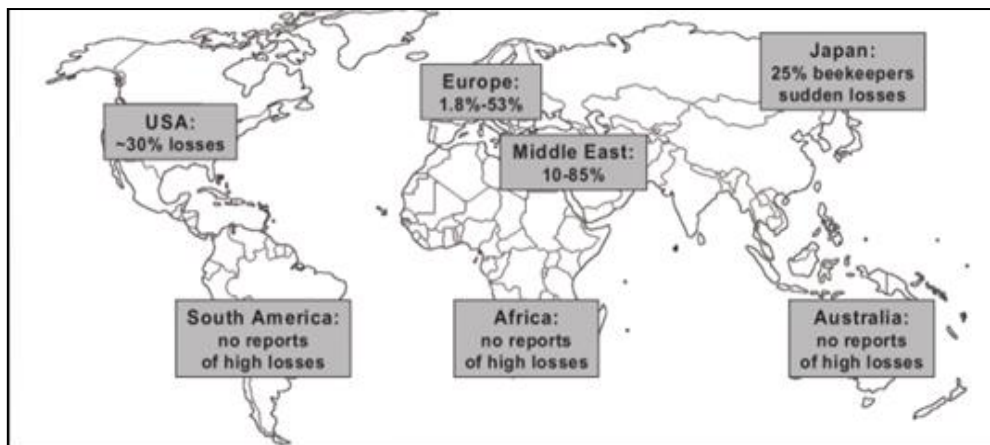 Japan:
25% beekeepers
sudden losses
Europe:
1.8%-53%
USA:
~30% losses
Middle East:
10-85%
South America:
no reports
of high losses
Africa:
no reports
of high losses
Australia:
no reports
of high losses